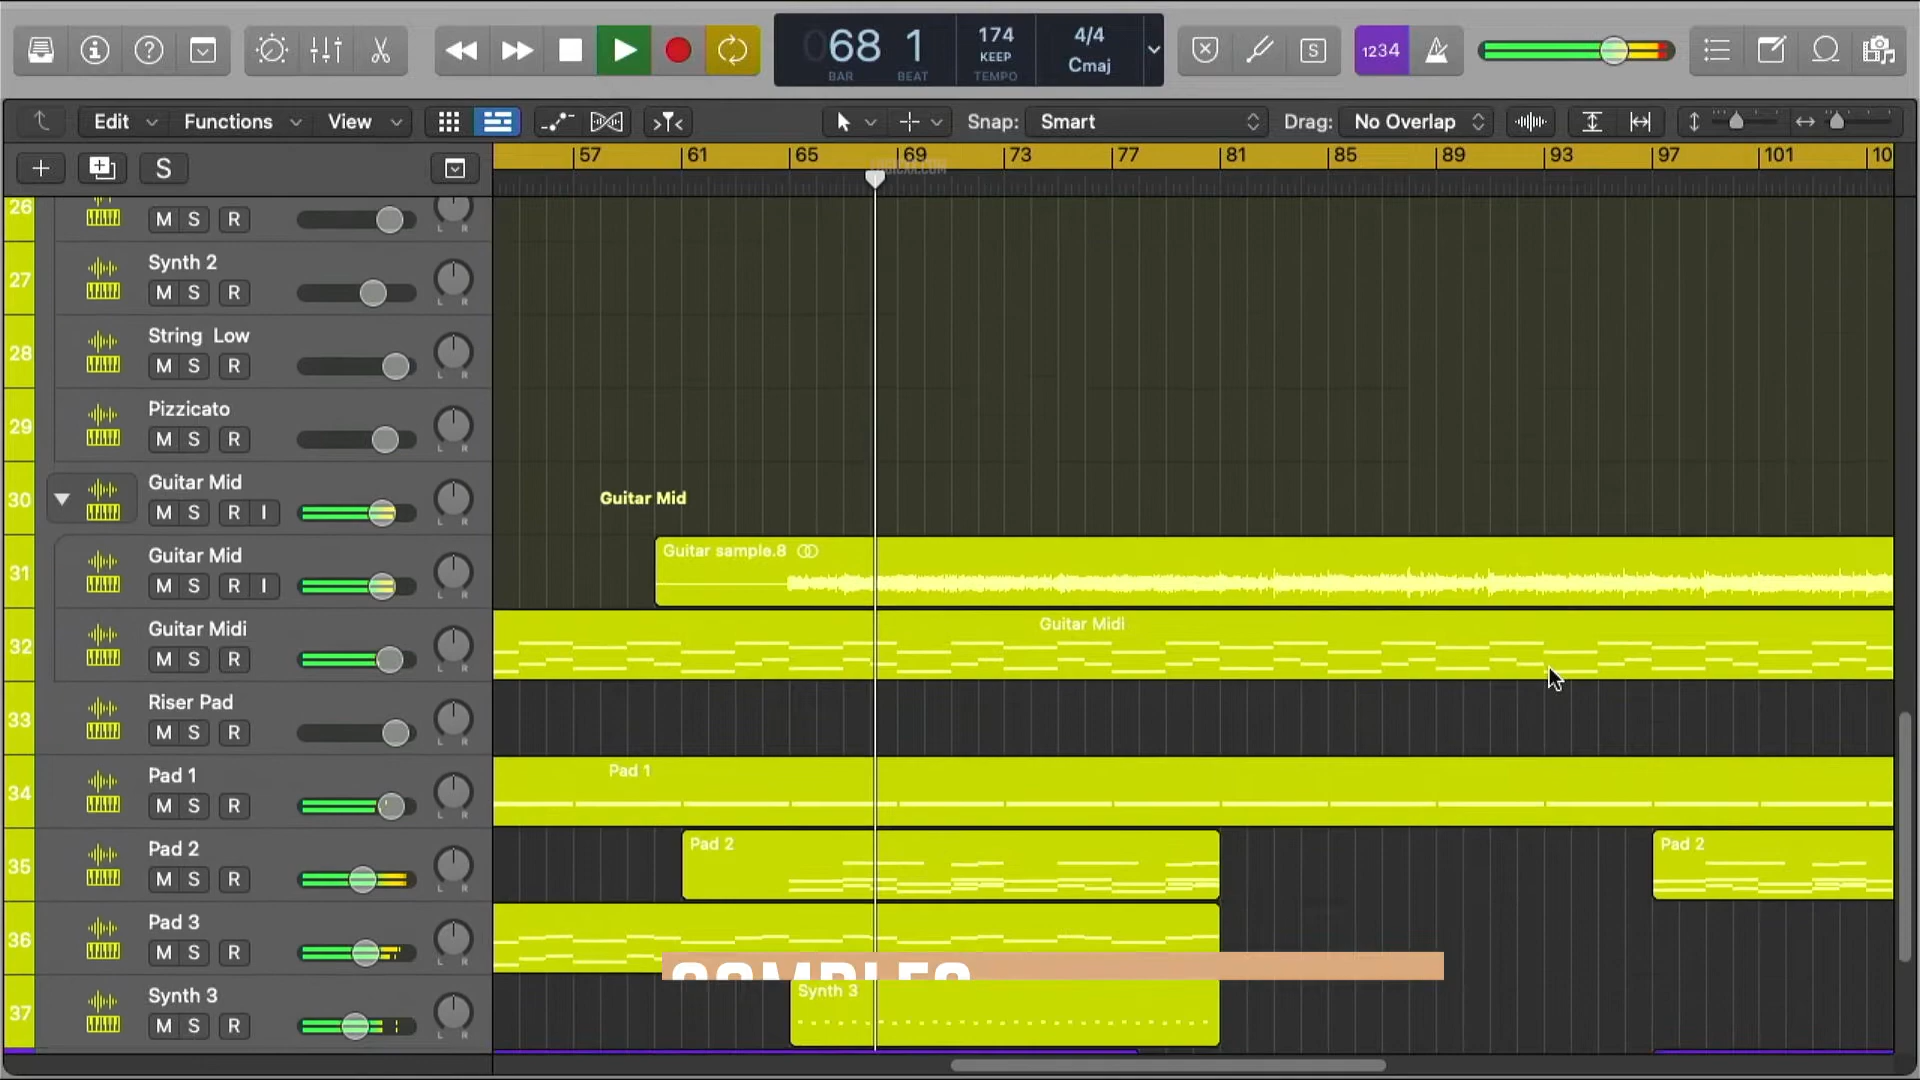 068 1
BAR BEAT
174
KEEP
TEMPO
4/4
Cmaj
S
1234
Edit
Functions
View
Snap: Smart
Drag: No Overlap
S
57 61 65 69 73 77 81 85 89 93 97 101 10
26
M S R
L R
27
Synth 2
M S R
L R
28
String Low
M S R
L R
29
Pizzicato
M S R
L R
30
Guitar Mid
M S R I
L R
Guitar Mid
31
Guitar Mid
M S R I
L R
Guitar sample.8
32
Guitar Midi
M S R
L R
Guitar Midi
33
Riser Pad
M S R
L R
34
Pad 1
M S R
L R
Pad 1
35
Pad 2
M S R
L R
Pad 2
Pad 2
36
Pad 3
M S R
L R
37
Synth 3
M S R
L R
Synth 3